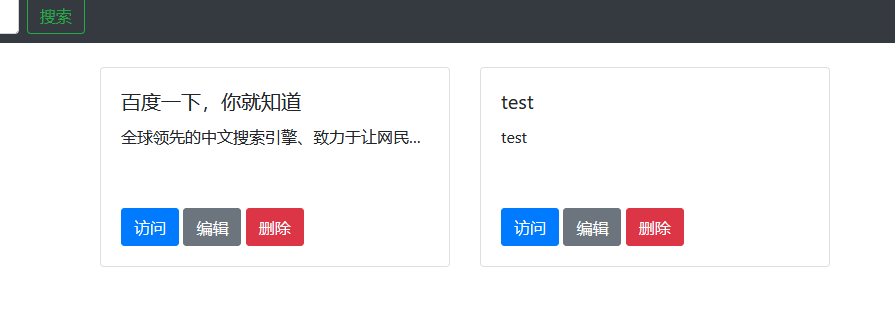 搜索
百度一下，你就知道
全球领先的中文搜索引擎、致力于让网民...
访问 编辑 删除
test
test
访问 编辑 删除